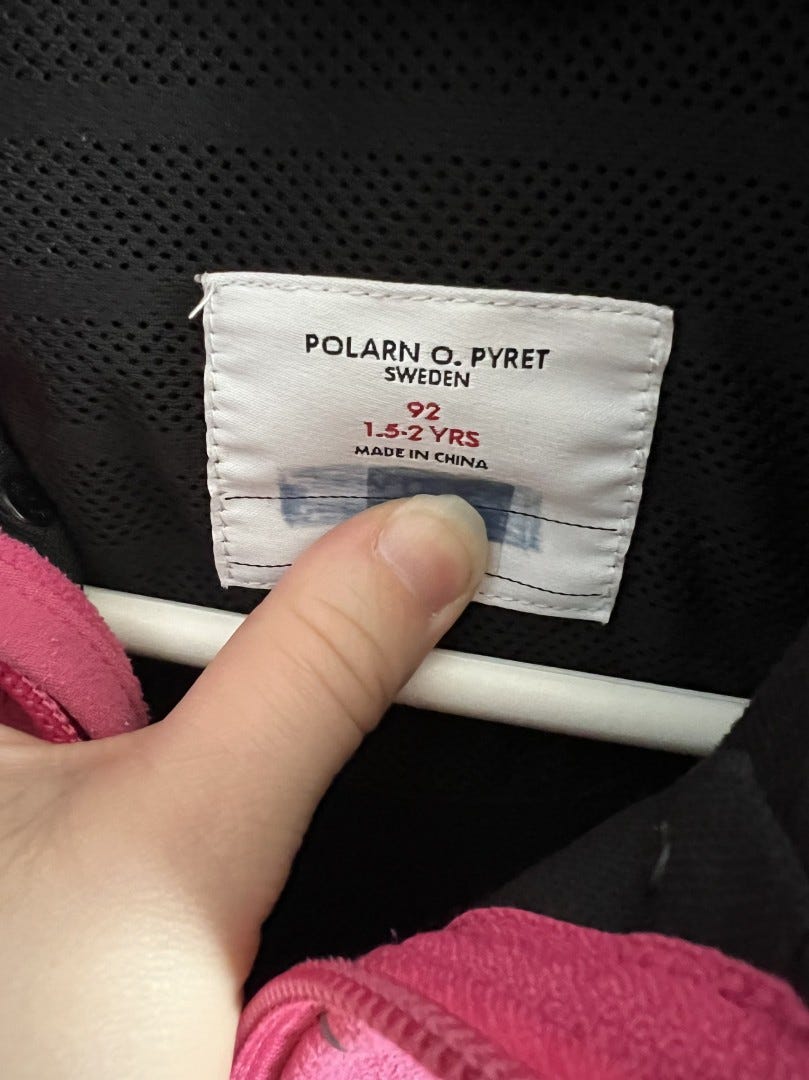 POLARN O. PYRET
SWEDEN
92
1.5-2 YRS
MADE IN CHINA